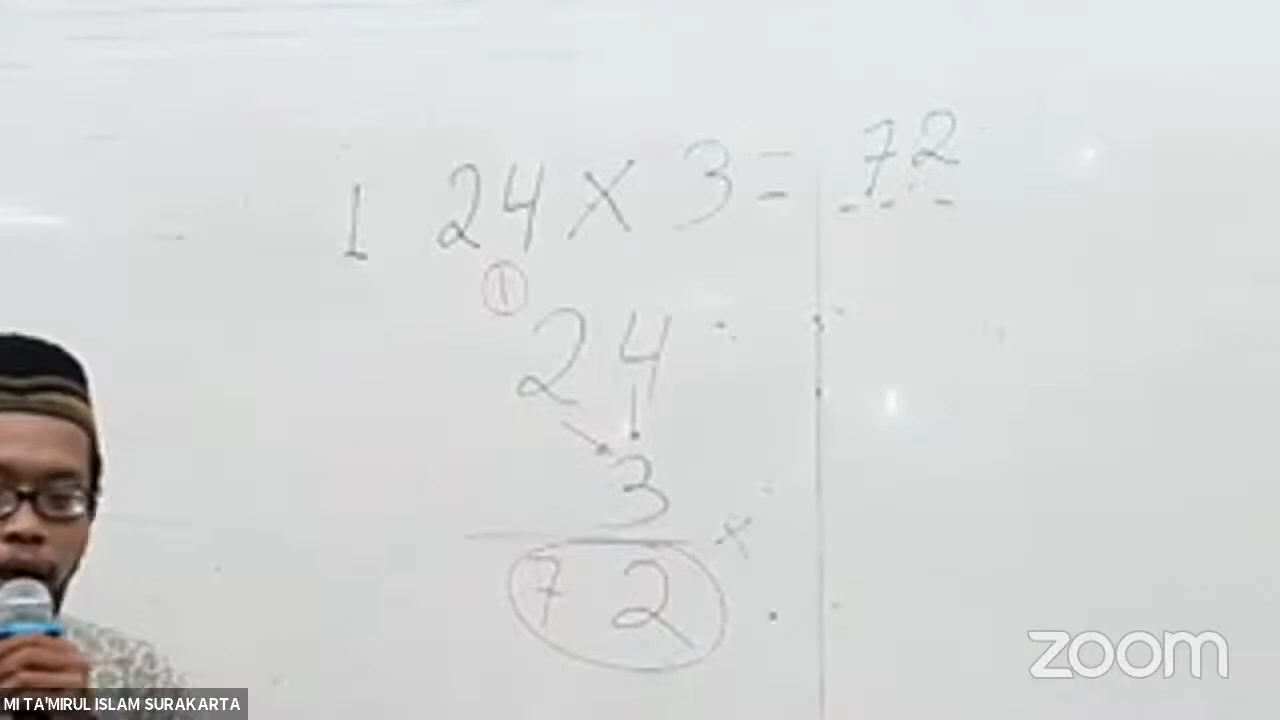 1 24 X 3 = 72
①
24
3
x
72
zoom
MI TA'MIRUL ISLAM SURAKARTA